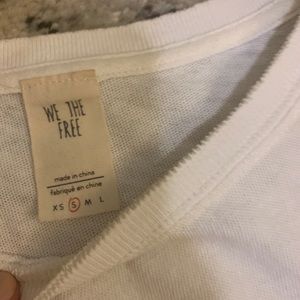 WE THE
FREE
made in china
fabriqué en chine
XS S M L